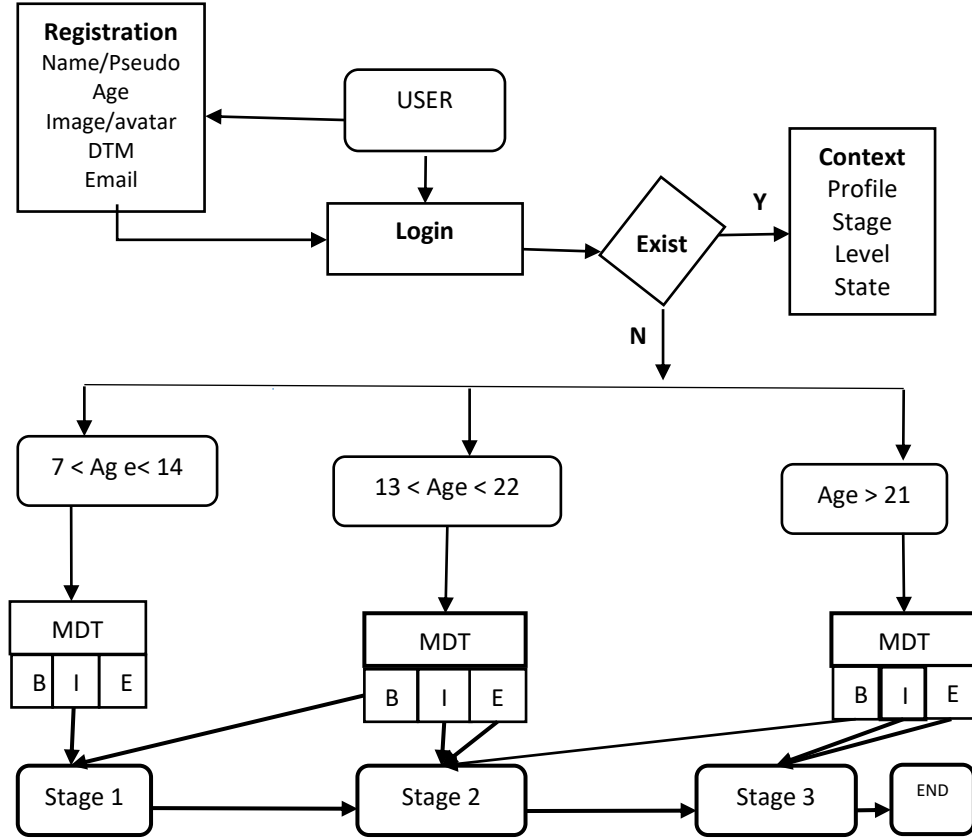 Registration
Name/Pseudo
Age
Image/avatar
DTM
Email
USER
Login
Exist
Y
N
Context
Profile
Stage
Level
State
7 < Ag e< 14
13 < Age < 22
Age > 21
MDT
B I E
MDT
B I E
MDT
B I E
Stage 1
Stage 2
Stage 3
END